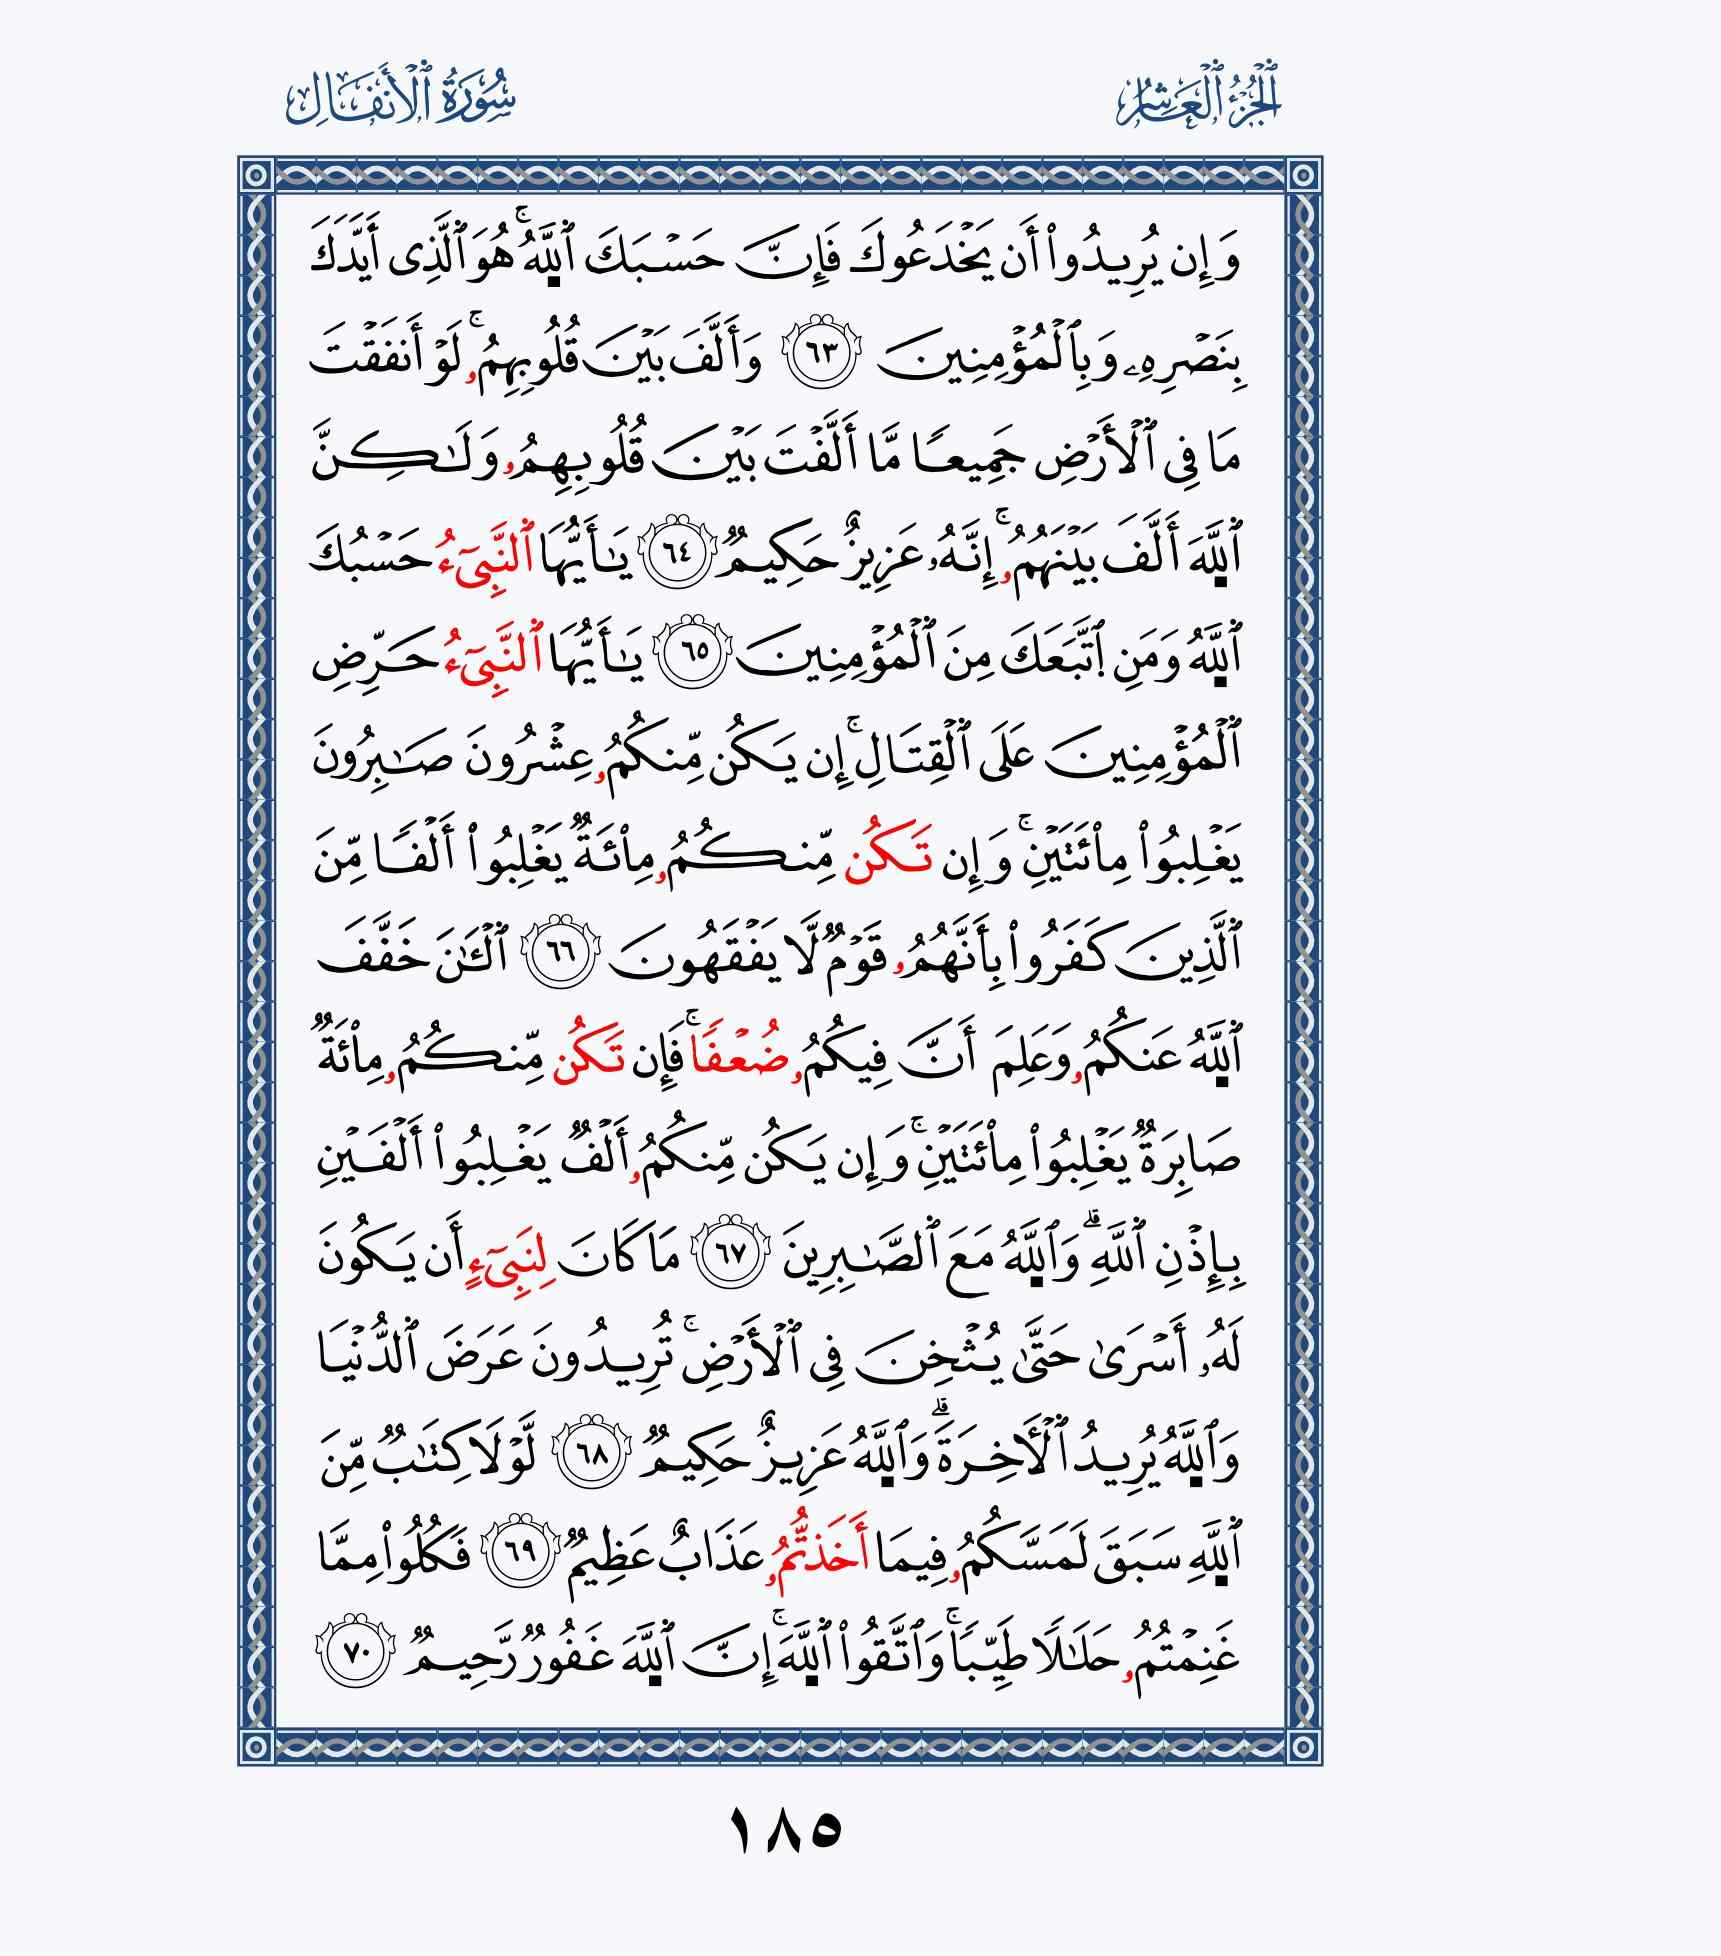 ٱلْجُزْءُ ٱلْعَاشِرُ
سُورَةُ ٱلْأَنفَالِ
وَإِن يُرِيدُوا۟ أَن يَخْدَعُوكَ فَإِنَّ حَسْبَكَ ٱللَّهُ ۚ هُوَ ٱلَّذِى أَيَّدَكَ
بِنَصْرِهِۦ وَبِٱلْمُؤْمِنِينَ ٦٣ وَأَلَّفَ بَيْنَ قُلُوبِهِمُۥ ۚ لَوْ أَنفَقْتَ
مَا فِى ٱلْأَرْضِ جَمِيعًا مَّا أَلَّفْتَ بَيْنَ قُلُوبِهِمُۥ وَلَـٰكِنَّ
ٱللَّهَ أَلَّفَ بَيْنَهُمُۥ ۚ إِنَّهُۥ عَزِيزٌ حَكِيمٌ ٦٤ يَـٰأَيُّهَا ٱلنَّبِىٓءُ حَسْبُكَ
ٱللَّهُ وَمَنِ ٱتَّبَعَكَ مِنَ ٱلْمُؤْمِنِينَ ٦٥ يَـٰأَيُّهَا ٱلنَّبِىٓءُ حَرِّضِ
ٱلْمُؤْمِنِينَ عَلَى ٱلْقِتَالِ ۚ إِن يَكُن مِّنكُمُۥ عِشْرُونَ صَـٰبِرُونَ
يَغْلِبُوا۟ مِا۟ئَتَيْنِ ۚ وَإِن تَكُن مِّنكُمُۥ مِا۟ئَةٌ يَغْلِبُوا۟ أَلْفًا مِّنَ
ٱلَّذِينَ كَفَرُوا۟ بِأَنَّهُمُۥ قَوْمٌ لَّا يَفْقَهُونَ ٦٦ ٱلْـَٔـٰنَ خَفَّفَ
ٱللَّهُ عَنكُمُۥ وَعَلِمَ أَنَّ فِيكُمُۥ ضُعْفًا ۚ فَإِن تَكُن مِّنكُمُۥ مِا۟ئَةٌ
صَابِرَةٌ يَغْلِبُوا۟ مِا۟ئَتَيْنِ ۚ وَإِن يَكُن مِّنكُمُۥ أَلْفٌ يَغْلِبُوا۟ أَلْفَيْنِ
بِإِذْنِ ٱللَّهِ ۗ وَٱللَّهُ مَعَ ٱلصَّـٰبِرِينَ ٦٧ مَا كَانَ لِنَبِىٓءٍ أَن يَكُونَ
لَهُۥ أَسْرَىٰ حَتَّىٰ يُثْخِنَ فِى ٱلْأَرْضِ ۚ تُرِيدُونَ عَرَضَ ٱلدُّنْيَا
وَٱللَّهُ يُرِيدُ ٱلْأَخِرَةَ ۗ وَٱللَّهُ عَزِيزٌ حَكِيمٌ ٦٨ لَّوْلَا كِتَـٰبٌ مِّنَ
ٱللَّهِ سَبَقَ لَمَسَّكُمُۥ فِيمَا أَخَذتُّمُۥ عَذَابٌ عَظِيمٌ ٦٩ فَكُلُوا۟ مِمَّا
غَنِمْتُمُۥ حَلَـٰلًا طَيِّبًا ۚ وَٱتَّقُوا۟ ٱللَّهَ ۚ إِنَّ ٱللَّهَ غَفُورٌ رَّحِيمٌ ٧٠
١٨٥